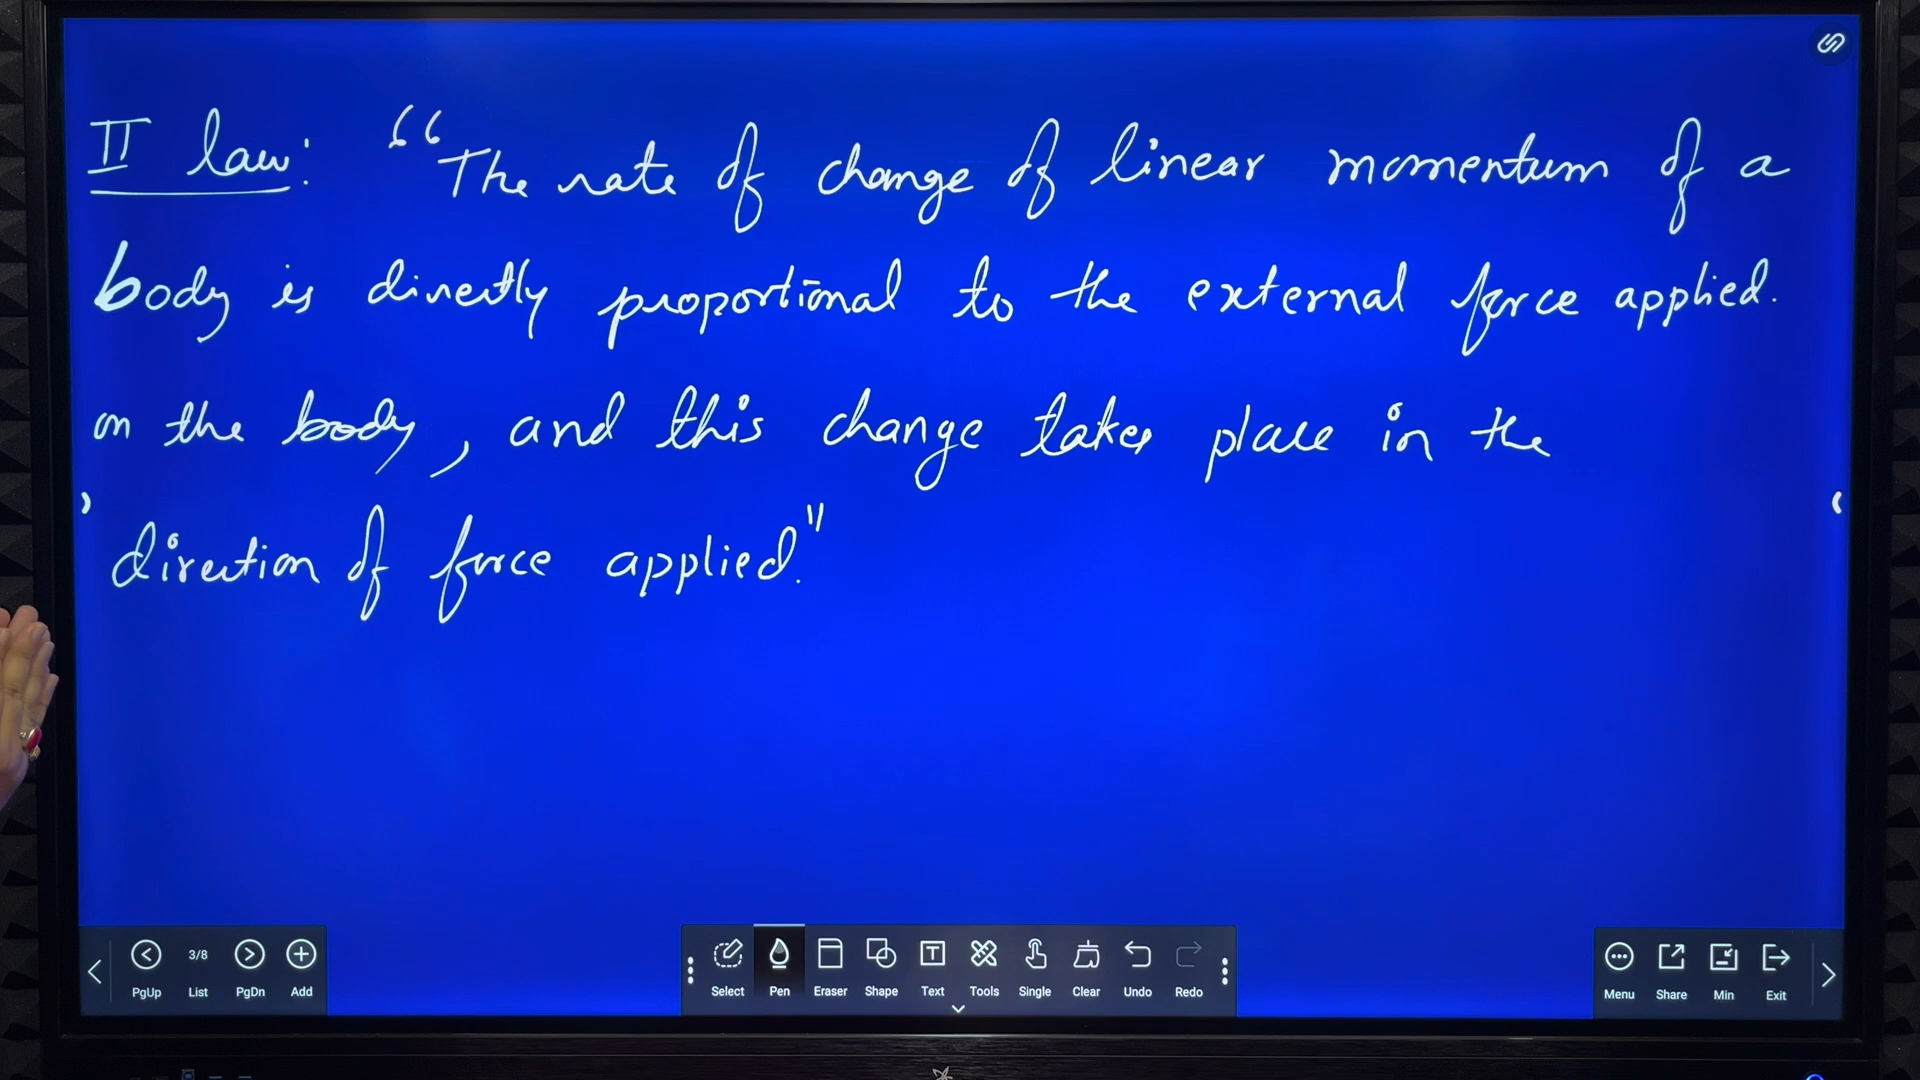 II law: “The rate of change of linear momentum of a
body is directly proportional to the external force applied.
on the body, and this change takes place in the
direction of force applied."
PgUp 3/8 List PgDn Add
Select Pen Eraser Shape Text Tools Single Clear Undo Redo
Menu Share Min Exit